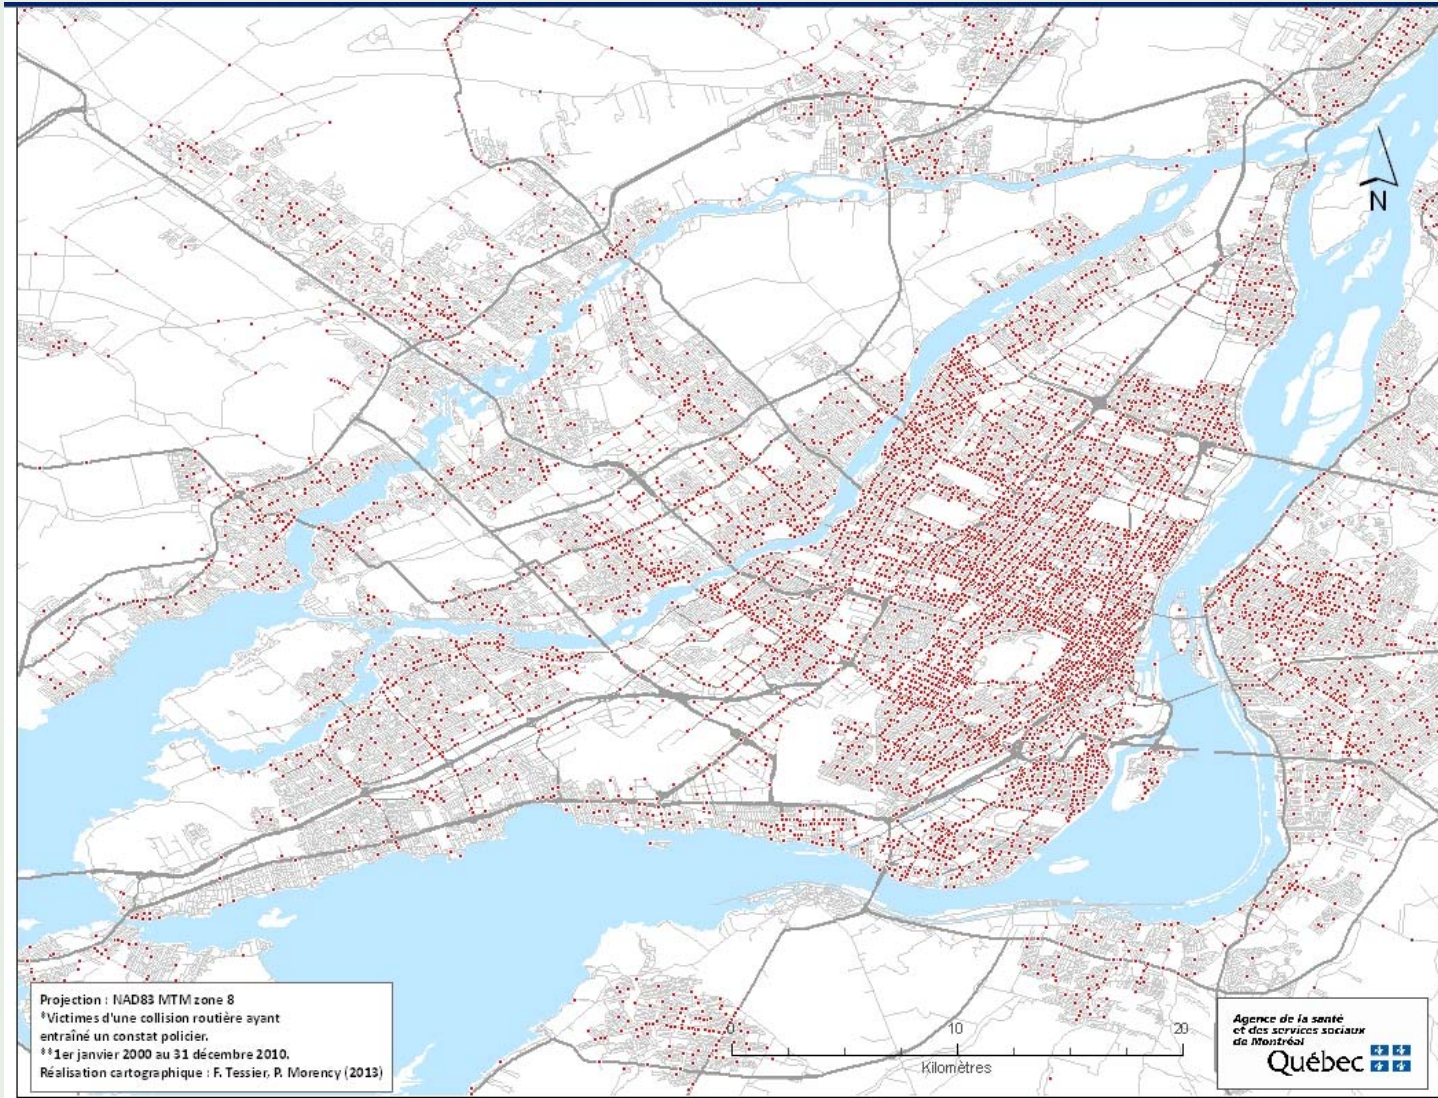 N
Projection : NAD83 MTM zone 8
*Victimes d'une collision routière ayant
entraîné un constat policier.
**1er janvier 2000 au 31 décembre 2010.
Réalisation cartographique : F. Tessier, P. Morency (2013)
0 10 20
Kilomètres
Agence de la santé
et des services sociaux
de Montréal
Québec